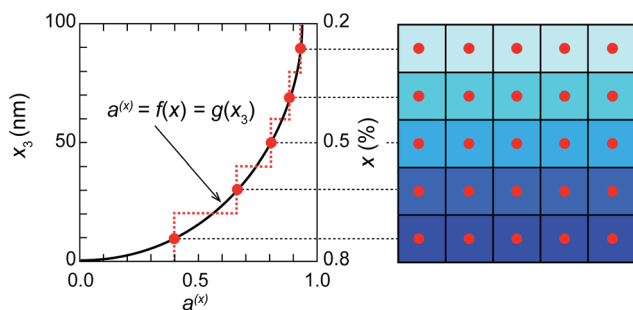 100
50
0
x₃ (nm)
a⁽ˣ⁾ = f(x) = g(x₃)
0.0
0.5
1.0
a⁽ˣ⁾
0.2
0.5
0.8
x (%)